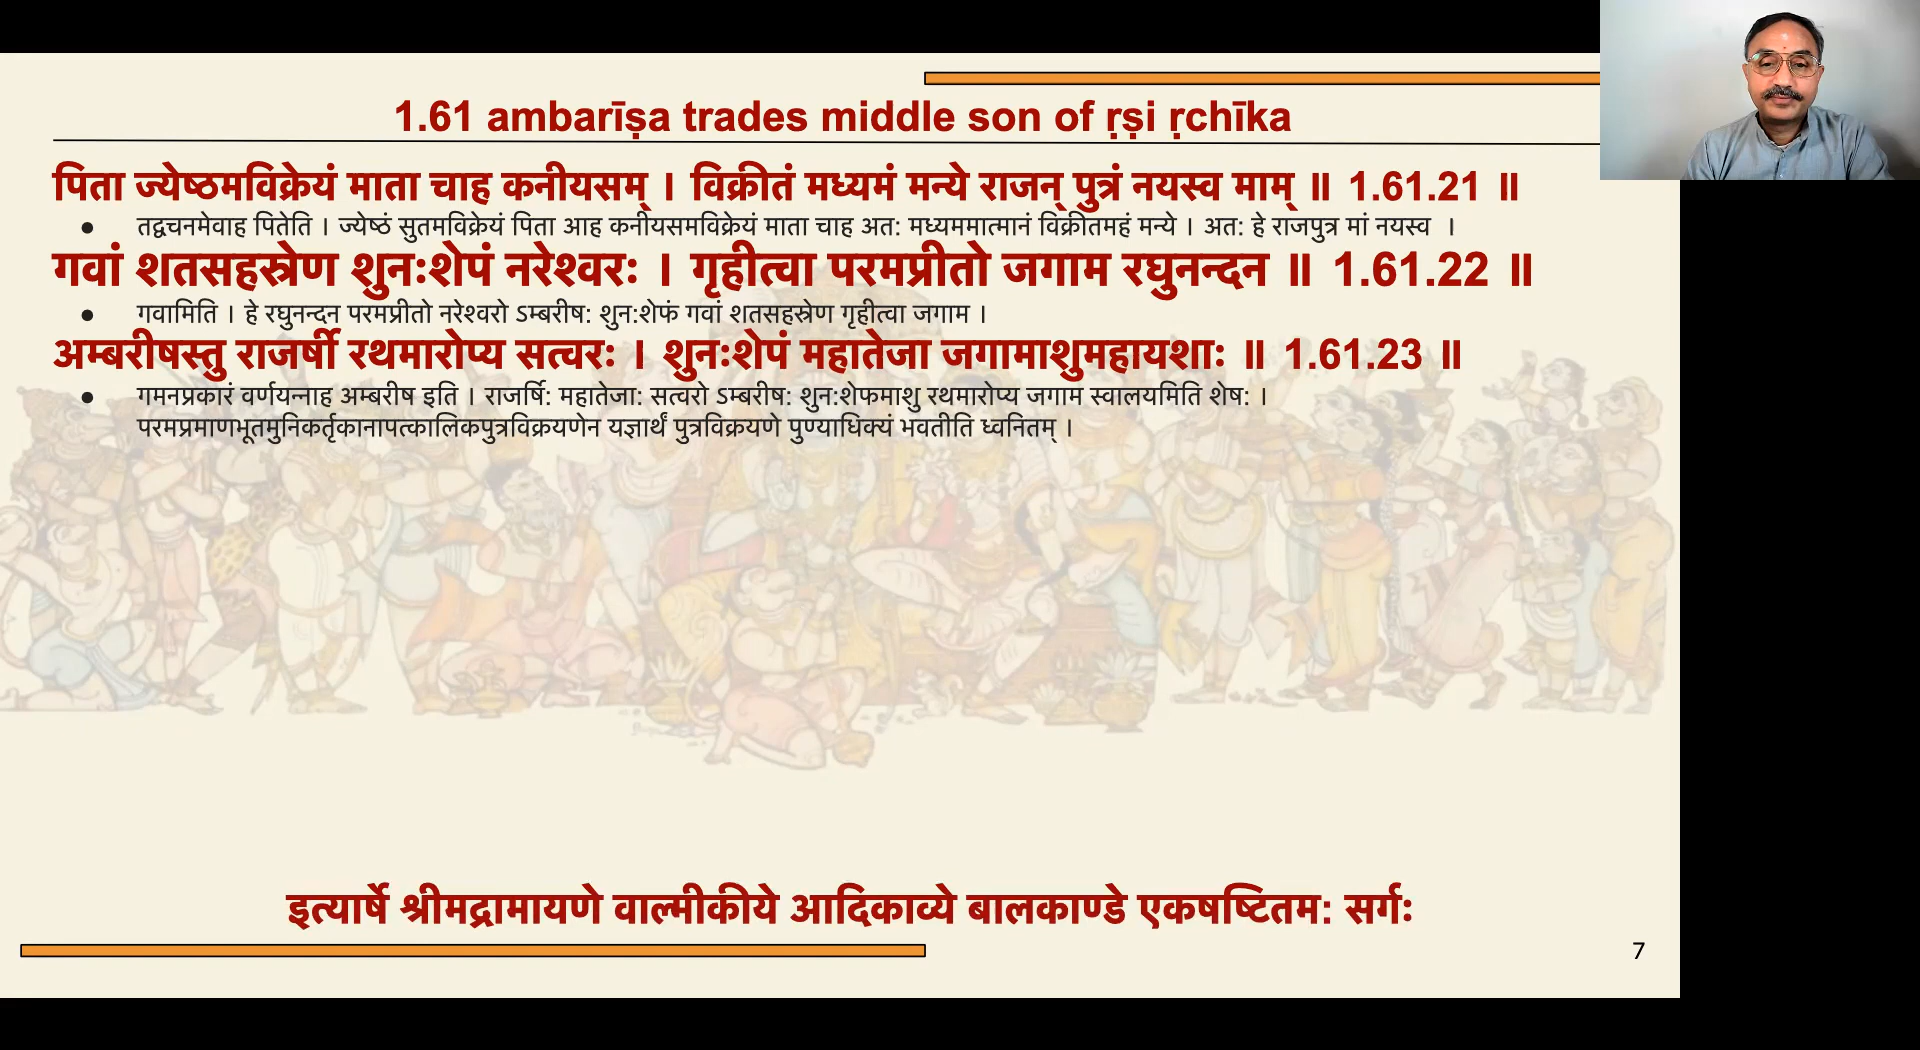 1.61 ambarīṣa trades middle son of ṛṣi ṛchīka
पिता ज्येष्ठमविक्रेयं माता चाह कनीयसम् । विक्रीतं मध्यमं मन्ये राजन् पुत्रं नयस्व माम् ॥ 1.61.21 ॥
● तद्वचनमेवाह पितेति । ज्येष्ठं सुतमविक्रेयं पिता आह कनीयसमविक्रेयं माता चाह अत: मध्यममात्मानं विक्रीतमहं मन्ये । अत: हे राजपुत्र मां नयस्व ।
गवां शतसहस्रेण शुनःशेपं नरेश्वरः । गृहीत्वा परमप्रीतो जगाम रघुनन्दन ॥ 1.61.22 ॥
● गवामिति । हे रघुनन्दन परमप्रीतो नरेश्वरो ऽम्बरीष: शुन:शेफं गवां शतसहस्रेण गृहीत्वा जगाम ।
अम्बरीषस्तु राजर्षी रथमारोप्य सत्वरः । शुनःशेपं महातेजा जगामाशुमहायशाः ॥ 1.61.23 ॥
● गमनप्रकारं वर्णयन्नाह अम्बरीष इति । राजर्षि: महातेजा: सत्वरो ऽम्बरीष: शुन:शेफमाशु रथमारोप्य जगाम स्वालयमिति शेष: ।
परमप्रमाणभूतमुनिकर्तृकानापत्कालिकपुत्रविक्रयणेन यज्ञार्थं पुत्रविक्रयणे पुण्याधिक्यं भवतीति ध्वनितम् ।
इत्यार्षे श्रीमद्रामायणे वाल्मीकीये आदिकाव्ये बालकाण्डे एकषष्टितम: सर्गः
7